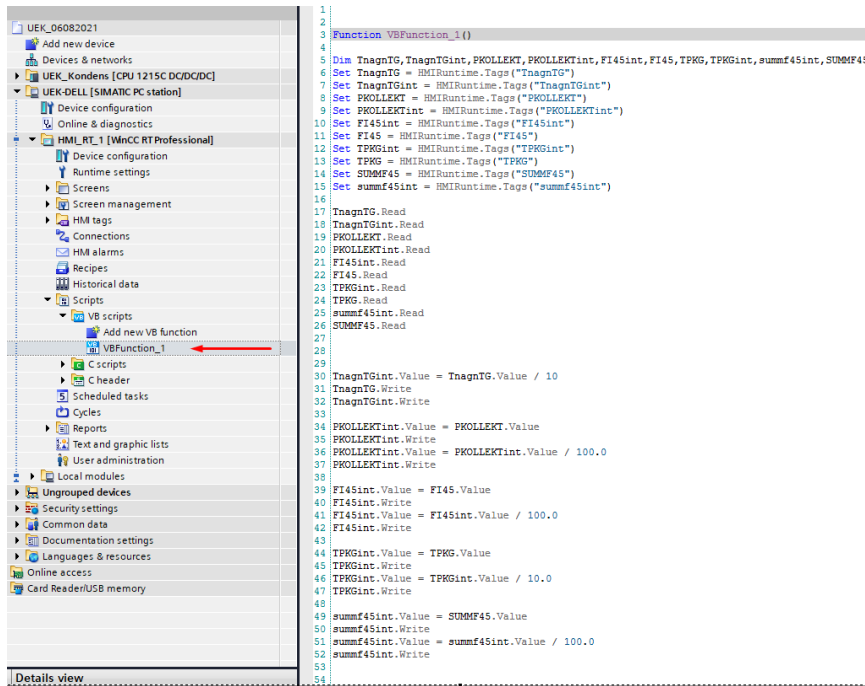 UEK_06082021
Add new device
Devices & networks
UEK_Kondens [CPU 1215C DC/DC/DC]
UEK-DELL [SIMATIC PC station]
Device configuration
Online & diagnostics
HMI_RT_1 [WinCC RT Professional]
Device configuration
Runtime settings
Screens
Screen management
HMI tags
Connections
HMI alarms
Recipes
Historical data
Scripts
VB scripts
Add new VB function
VBFunction_1
C scripts
C header
Scheduled tasks
Cycles
Reports
Text and graphic lists
User administration
Local modules
Ungrouped devices
Security settings
Common data
Documentation settings
Languages & resources
Online access
Card Reader/USB memory
Details view
1
2
3 Function VBFunction_1()
4
5 Dim TnagnTG,TnagnTGint,PKOLLEKT,PKOLLEKTint,FI45int,FI45,TPKG,TPKGint,summf45int,SUMMF45
6 Set TnagnTG = HMIRuntime.Tags("TnagnTG")
7 Set TnagnTGint = HMIRuntime.Tags("TnagnTGint")
8 Set PKOLLEKT = HMIRuntime.Tags("PKOLLEKT")
9 Set PKOLLEKTint = HMIRuntime.Tags("PKOLLEKTint")
10 Set FI45int = HMIRuntime.Tags("FI45int")
11 Set FI45 = HMIRuntime.Tags("FI45")
12 Set TPKGint = HMIRuntime.Tags("TPKGint")
13 Set TPKG = HMIRuntime.Tags("TPKG")
14 Set SUMMF45 = HMIRuntime.Tags("SUMMF45")
15 Set summf45int = HMIRuntime.Tags("summf45int")
16
17 TnagnTG.Read
18 TnagnTGint.Read
19 PKOLLEKT.Read
20 PKOLLEKTint.Read
21 FI45int.Read
22 FI45.Read
23 TPKGint.Read
24 TPKG.Read
25 summf45int.Read
26 SUMMF45.Read
27
28
29
30 TnagnTGint.Value = TnagnTG.Value / 10
31 TnagnTG.Write
32 TnagnTGint.Write
33
34 PKOLLEKTint.Value = PKOLLEKT.Value
35 PKOLLEKTint.Write
36 PKOLLEKTint.Value = PKOLLEKTint.Value / 100.0
37 PKOLLEKTint.Write
38
39 FI45int.Value = FI45.Value
40 FI45int.Write
41 FI45int.Value = FI45int.Value / 100.0
42 FI45int.Write
43
44 TPKGint.Value = TPKG.Value
45 TPKGint.Write
46 TPKGint.Value = TPKGint.Value / 10.0
47 TPKGint.Write
48
49 summf45int.Value = SUMMF45.Value
50 summf45int.Write
51 summf45int.Value = summf45int.Value / 100.0
52 summf45int.Write
53
54